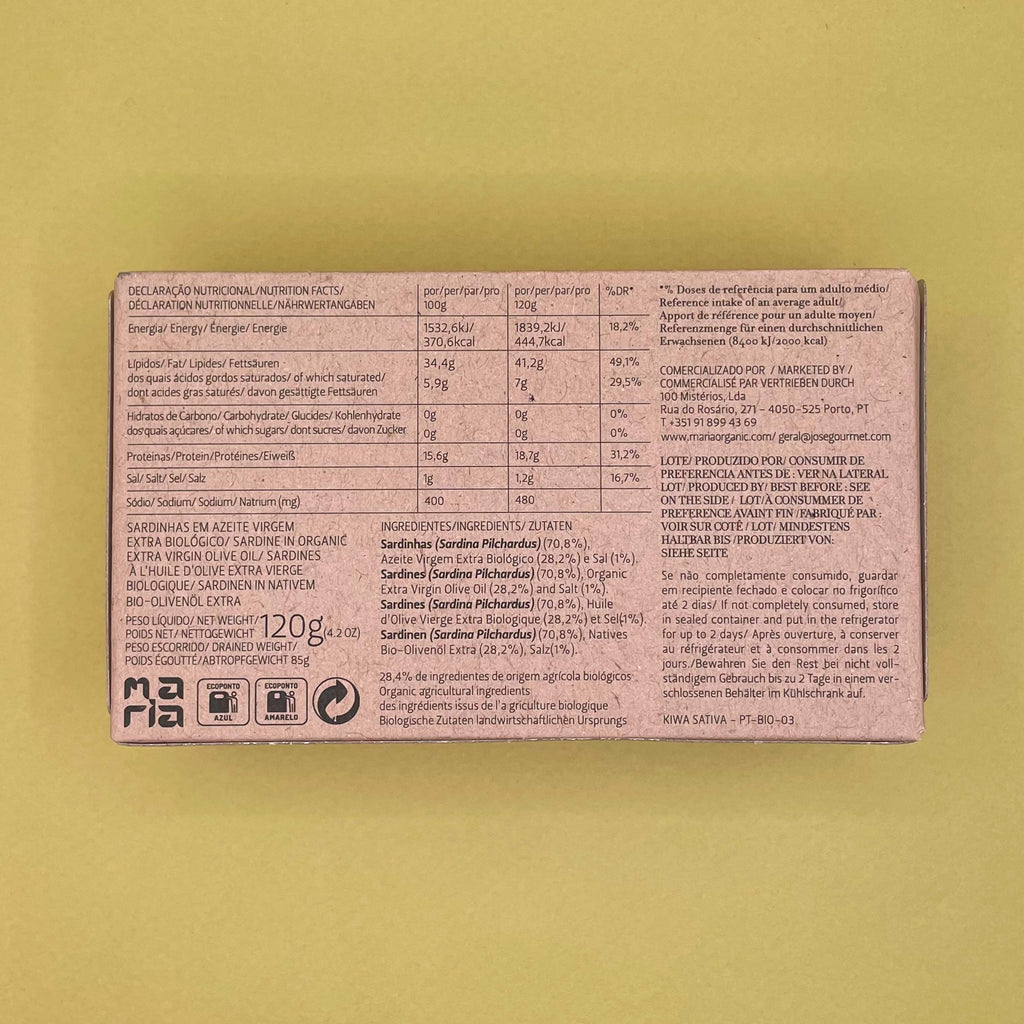 DECLARAÇÃO NUTRICIONAL/NUTRITION FACTS/
DÉCLARATION NUTRITIONNELLE/NÄHRWERTANGABEN
por/per/par/pro
100g
por/per/par/pro
120g
%DR*
Energia/ Energy/ Énergie/ Energie
1532,6kJ/
370,6kcal
1839,2kJ/
444,7kcal
18,2%
Lípidos/ Fat/ Lipides/ Fettsäuren
34,4g 41,2g 49,1%
dos quais ácidos gordos saturados/ of which saturated/
dont acides gras saturés/ davon gesättigte Fettsäuren
5,9g 7g 29,5%
Hidratos de Carbono/ Carbohydrate/ Glucides/ Kohlenhydrate
0g 0g 0%
dos quais açúcares/ of which sugars/ dont sucres/ davon Zucker
0g 0g 0%
Proteinas/Protein/Protéines/Eiweiß 15,6g 18,7g 31,2%
Sal/ Salt/ Sel/ Salz 1g 1,2g 16,7%
Sódio/ Sodium/ Sodium/ Natrium (mg) 400 480
SARDINHAS EM AZEITE VIRGEM
EXTRA BIOLÓGICO/ SARDINE IN ORGANIC
EXTRA VIRGIN OLIVE OIL/ SARDINES
À L'HUILE D'OLIVE EXTRA VIERGE
BIOLOGIQUE/ SARDINEN IN NATIVEM
BIO-OLIVENÖL EXTRA
PESO LÍQUIDO/ NET WEIGHT/
POIDS NET/ NETTOGEWICHT 120g (4.2 OZ)
PESO ESCORRIDO/ DRAINED WEIGHT/
POIDS ÉGOUTTÉ/ABTROPFGEWICHT 85g
maria
ECOPONTO
AZUL
ECOPONTO
AMARELO
INGREDIENTES/INGREDIENTS/ ZUTATEN
Sardinhas (Sardina Pilchardus) (70,8%),
Azeite Virgem Extra Biológico (28,2%) e Sal (1%).
Sardines (Sardina Pilchardus) (70,8%), Organic
Extra Virgin Olive Oil (28,2%) and Salt (1%).
Sardines (Sardina Pilchardus) (70,8%), Huile
d'Olive Vierge Extra Biologique (28,2%) et Sel(1%).
Sardinen (Sardina Pilchardus) (70,8%), Natives
Bio-Olivenöl Extra (28,2%), Salz(1%).
28,4% de ingredientes de origem agrícola biológicos
Organic agricultural ingredients
des ingrédients issus de l'a griculture biologique
Biologische Zutaten landwirtschaftlichen Ursprungs
*% Doses de referência para um adulto médio/
Reference intake of an average adult/
Apport de référence pour un adulte moyen/
Referenzmenge für einen durchschnittlichen
Erwachsenen (8400 kJ/2000 kcal)
COMERCIALIZADO POR / MARKETED BY /
COMMERCIALISÉ PAR VERTRIEBEN DURCH
100 Mistérios, Lda
Rua do Rosário, 271 – 4050-525 Porto, PT
T +351 91 899 43 69
www.mariaorganic.com/ geral@josegourmet.com
LOTE/ PRODUZIDO POR/ CONSUMIR DE
PREFERENCIA ANTES DE : VER NA LATERAL
LOT/ PRODUCED BY/ BEST BEFORE : SEE
ON THE SIDE / LOT/À CONSUMMER DE
PREFERENCE AVAINT FIN /FABRIQUÉ PAR :
VOIR SUR COTÉ / LOT/ MINDESTENS
HALTBAR BIS /PRODUZIERT VON:
SIEHE SEITE
Se não completamente consumido, guardar
em recipiente fechado e colocar no frigorífico
até 2 dias/ If not completely consumed, store
in sealed container and put in the refrigerator
for up to 2 days/ Après ouverture, à conserver
au réfrigérateur et à consommer dans les 2
jours./Bewahren Sie den Rest bei nicht voll-
ständigem Gebrauch bis zu 2 Tage in einem ver-
schlossenen Behälter im Kühlschrank auf.
KIWA SATIVA – PT-BIO-03